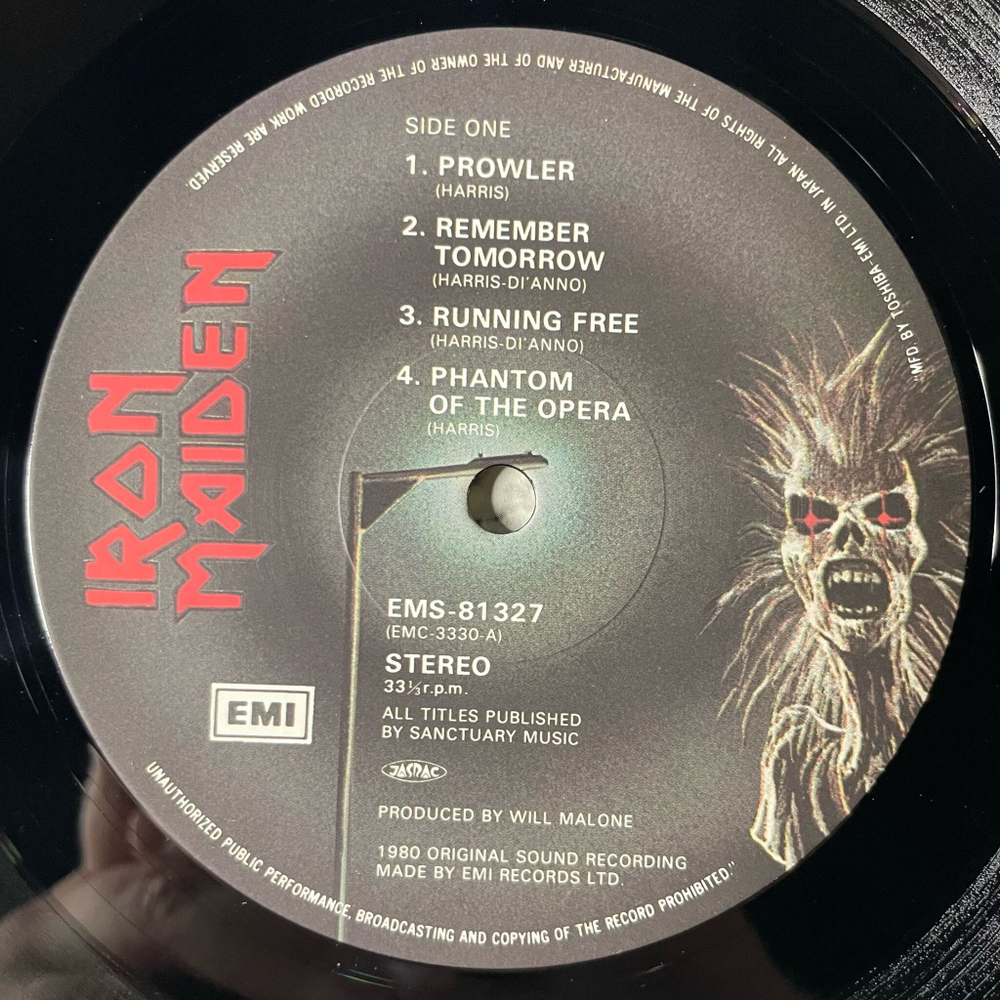 SIDE ONE
1. PROWLER
(HARRIS)
2. REMEMBER
TOMORROW
(HARRIS-DI'ANNO)
3. RUNNING FREE
(HARRIS-DI'ANNO)
4. PHANTOM
OF THE OPERA
(HARRIS)
IRON
MAIDEN
EMS-81327
(EMC-3330-A)
STEREO
33⅓r.p.m.
EMI
ALL TITLES PUBLISHED
BY SANCTUARY MUSIC
JASRAC
PRODUCED BY WILL MALONE
1980 ORIGINAL SOUND RECORDING
MADE BY EMI RECORDS LTD.
"MFD. BY TOSHIBA-EMI LTD. IN JAPAN. ALL RIGHTS OF THE MANUFACTURER AND OF THE OWNER OF THE RECORDED WORK ARE RESERVED.
UNAUTHORIZED PUBLIC PERFORMANCE, BROADCASTING AND COPYING OF THE RECORD PROHIBITED."